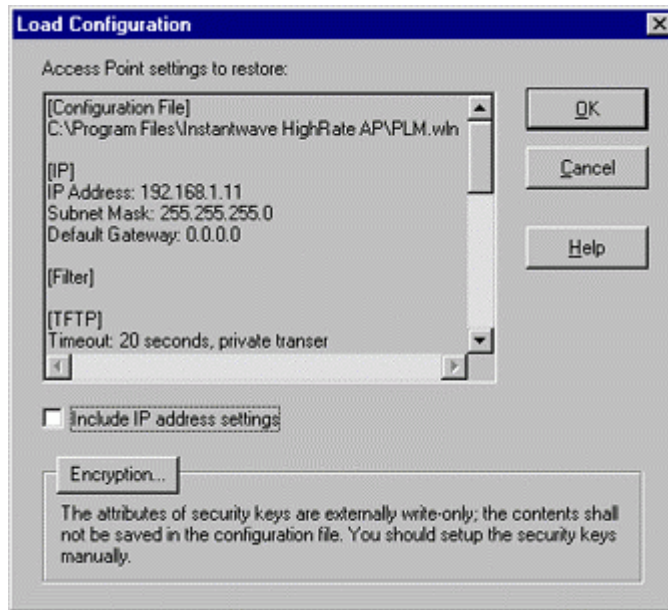 Load Configuration
Access Point settings to restore:
[Configuration File]
C:\Program Files\Instantwave HighRate AP\PLM.wln
[IP]
IP Address: 192.168.1.11
Subnet Mask: 255.255.255.0
Default Gateway: 0.0.0.0
[Filter]
[TFTP]
Timeout: 20 seconds, private transer
OK
Cancel
Help
Include IP address settings
Encryption...
The attributes of security keys are externally write-only; the contents shall
not be saved in the configuration file. You should setup the security keys
manually.